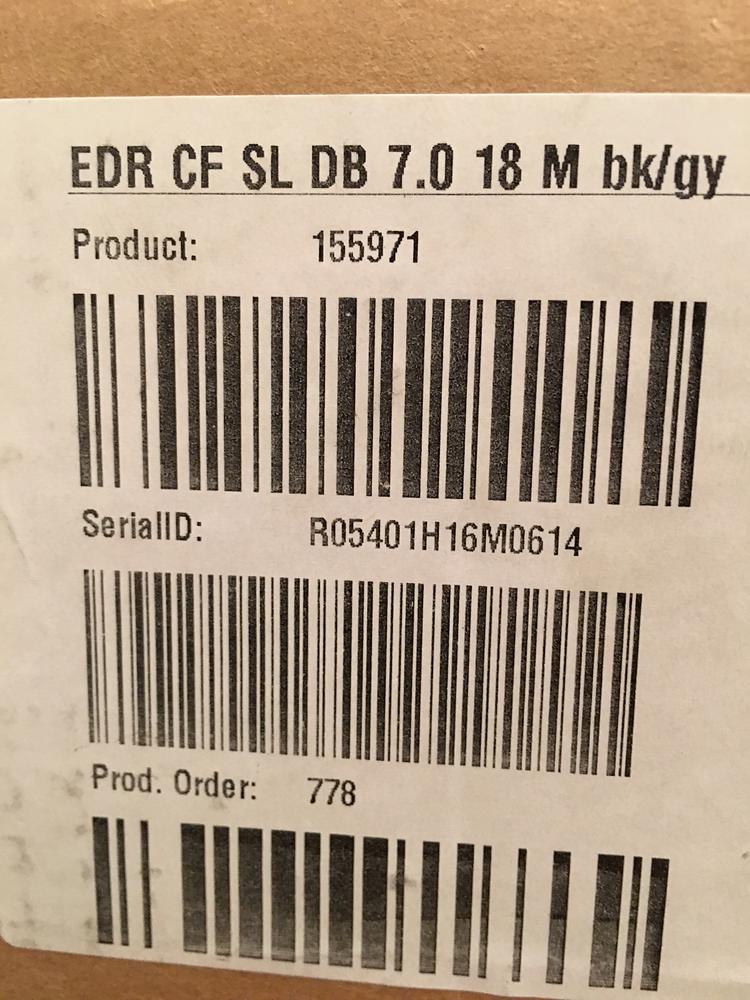 EDR CF SL DB 7.0 18 M bk/gy
Product: 155971
SerialID: R05401H16M0614
Prod. Order: 778